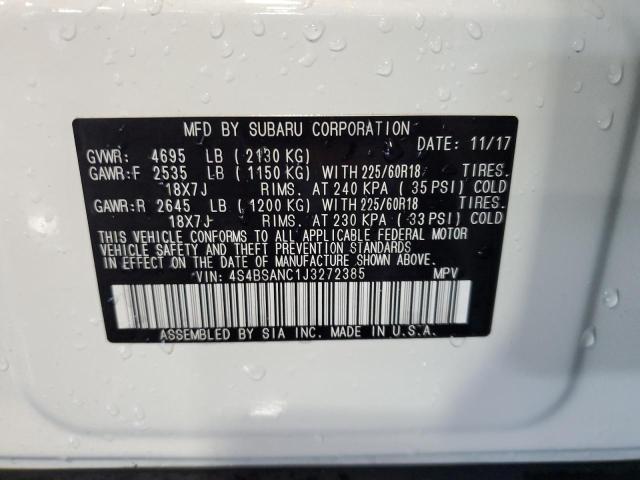 MFD BY SUBARU CORPORATION
DATE: 11/17
GVWR: 4695 LB ( 2130 KG)
GAWR:F 2535 LB ( 1150 KG) WITH 225/60R18 TIRES.
18X7J RIMS. AT 240 KPA ( 35 PSI) COLD
GAWR:R 2645 LB ( 1200 KG) WITH 225/60R18 TIRES.
18X7J RIMS. AT 230 KPA ( 33 PSI) COLD
THIS VEHICLE CONFORMS TO ALL APPLICABLE FEDERAL MOTOR
VEHICLE SAFETY AND THEFT PREVENTION STANDARDS
IN EFFECT ON THE DATE OF MANUFACTURE SHOWN ABOVE.
VIN: 4S4BSANC1J3272385 MPV
ASSEMBLED BY SIA INC. MADE IN U.S.A.